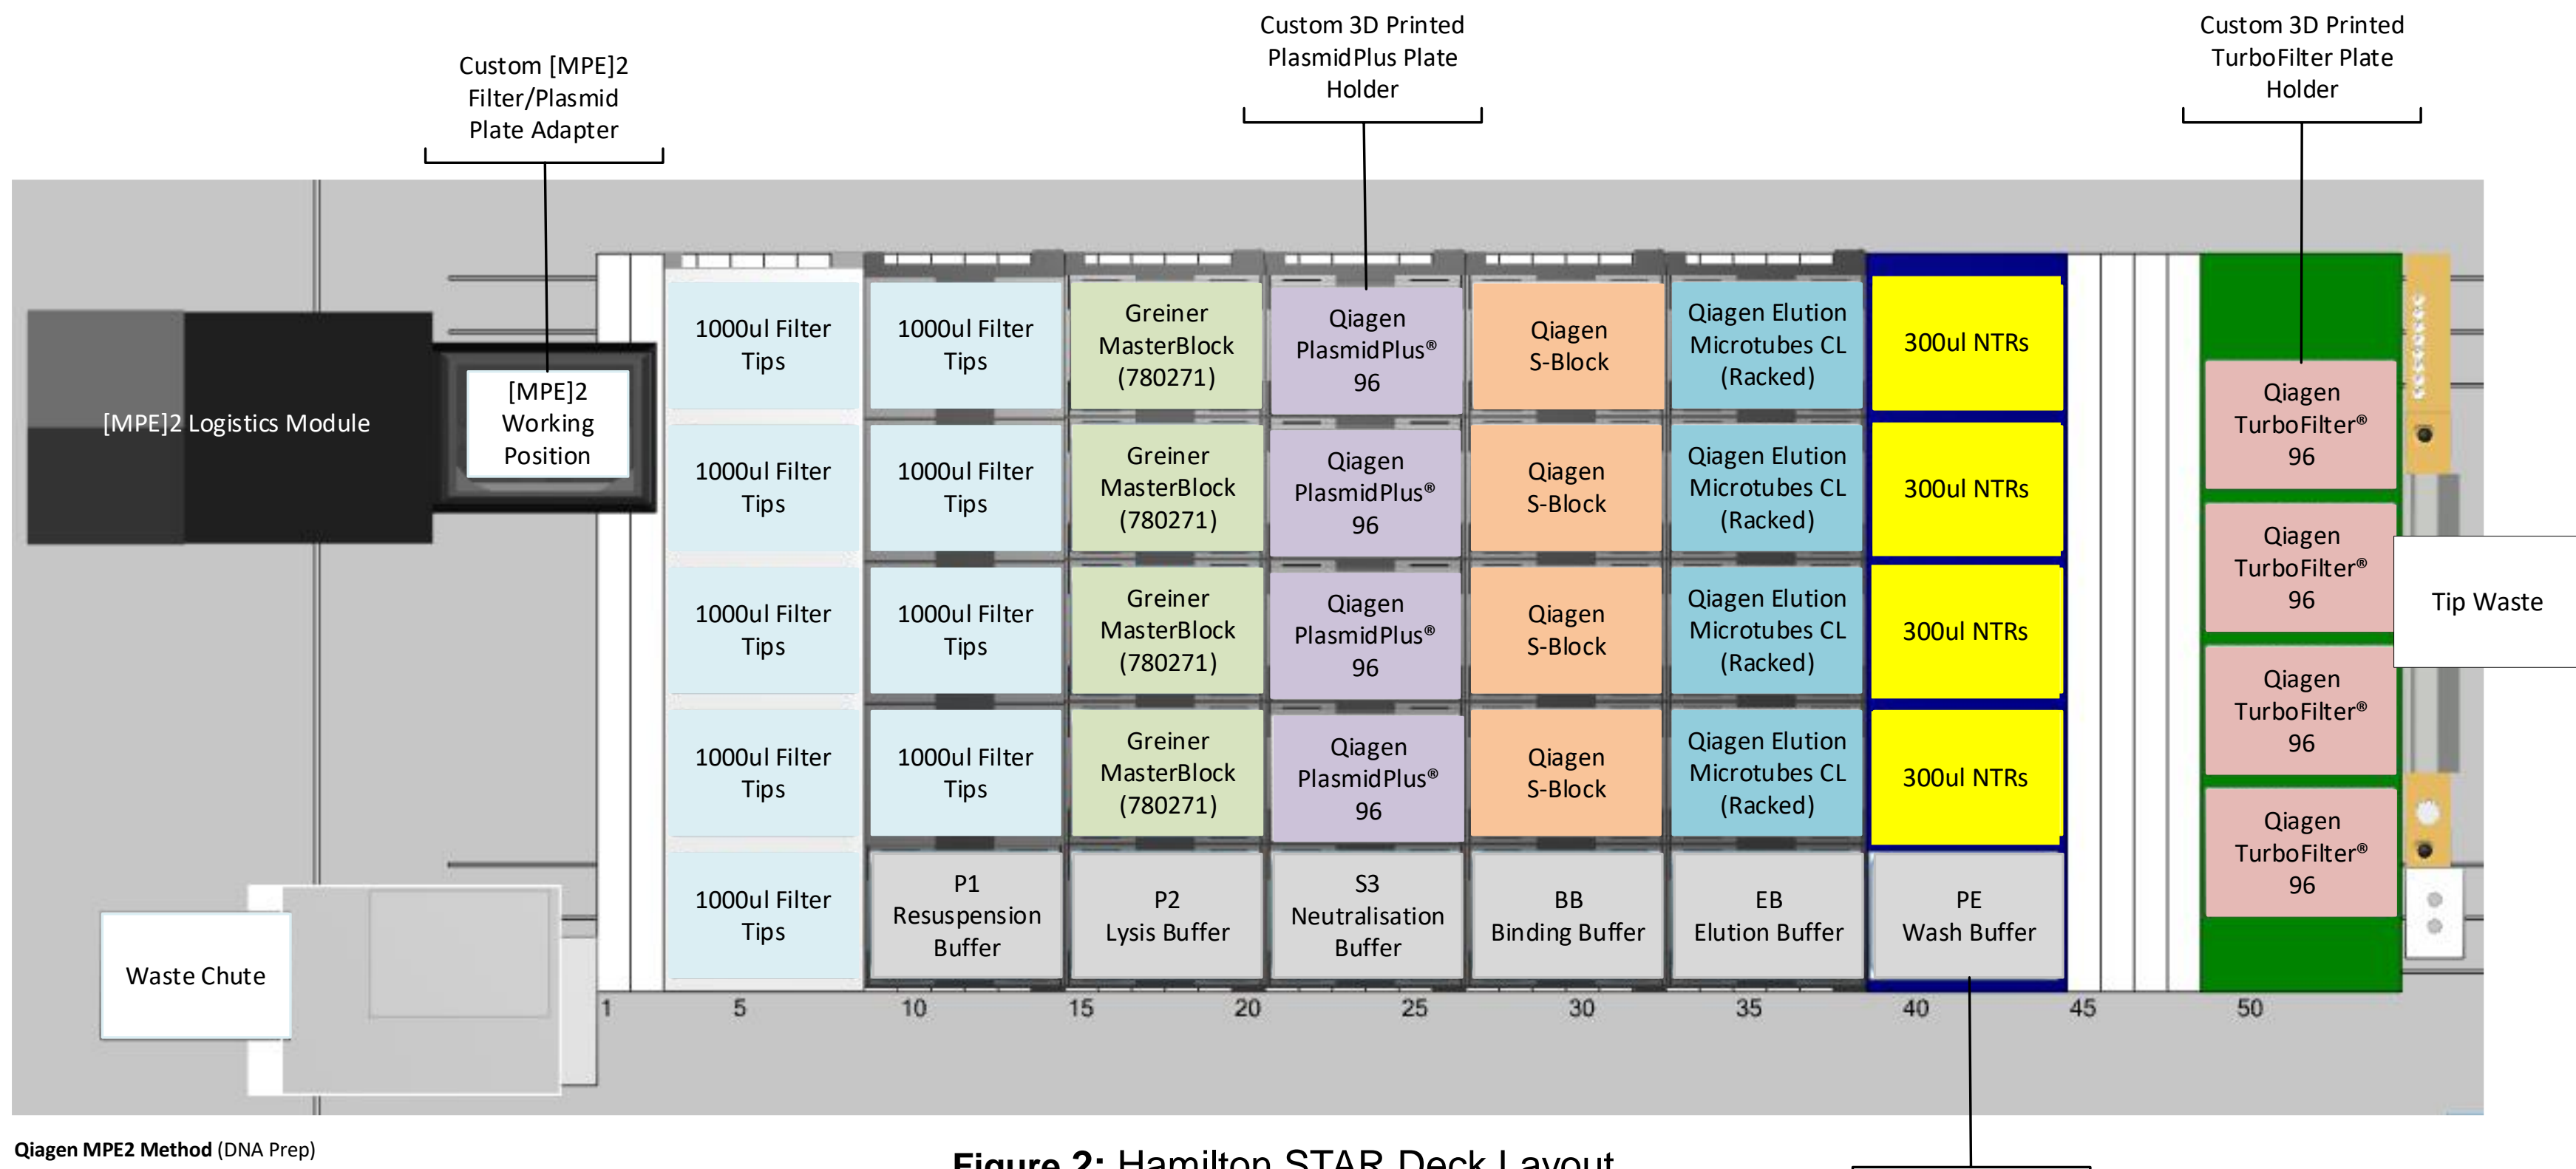 Custom [MPE]2
Filter/Plasmid
Plate Adapter
Custom 3D Printed
PlasmidPlus Plate
Holder
Custom 3D Printed
TurboFilter Plate
Holder
[MPE]2 Logistics Module
[MPE]2
Working
Position
1000ul Filter
Tips
1000ul Filter
Tips
1000ul Filter
Tips
1000ul Filter
Tips
1000ul Filter
Tips
1000ul Filter
Tips
1000ul Filter
Tips
1000ul Filter
Tips
1000ul Filter
Tips
P1
Resuspension
Buffer
Greiner
MasterBlock
(780271)
Greiner
MasterBlock
(780271)
Greiner
MasterBlock
(780271)
Greiner
MasterBlock
(780271)
P2
Lysis Buffer
Qiagen
PlasmidPlus®
96
Qiagen
PlasmidPlus®
96
Qiagen
PlasmidPlus®
96
Qiagen
PlasmidPlus®
96
S3
Neutralisation
Buffer
Qiagen
S-Block
Qiagen
S-Block
Qiagen
S-Block
Qiagen
S-Block
BB
Binding Buffer
Qiagen Elution
Microtubes CL
(Racked)
Qiagen Elution
Microtubes CL
(Racked)
Qiagen Elution
Microtubes CL
(Racked)
Qiagen Elution
Microtubes CL
(Racked)
EB
Elution Buffer
300ul NTRs
300ul NTRs
300ul NTRs
300ul NTRs
PE
Wash Buffer
Qiagen
TurboFilter®
96
Qiagen
TurboFilter®
96
Qiagen
TurboFilter®
96
Qiagen
TurboFilter®
96
Tip Waste
Waste Chute
1 5 10 15 20 25 30 35 40 45 50
Qiagen MPE2 Method (DNA Prep)
Figure 2: Hamilton STAR Deck Layout